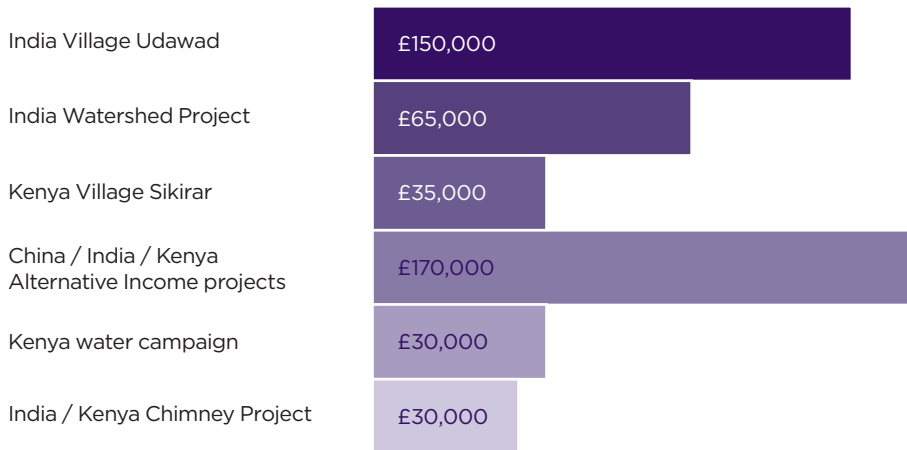 India Village Udawad
£150,000
India Watershed Project
£65,000
Kenya Village Sikirar
£35,000
China / India / Kenya
Alternative Income projects
£170,000
Kenya water campaign
£30,000
India / Kenya Chimney Project
£30,000